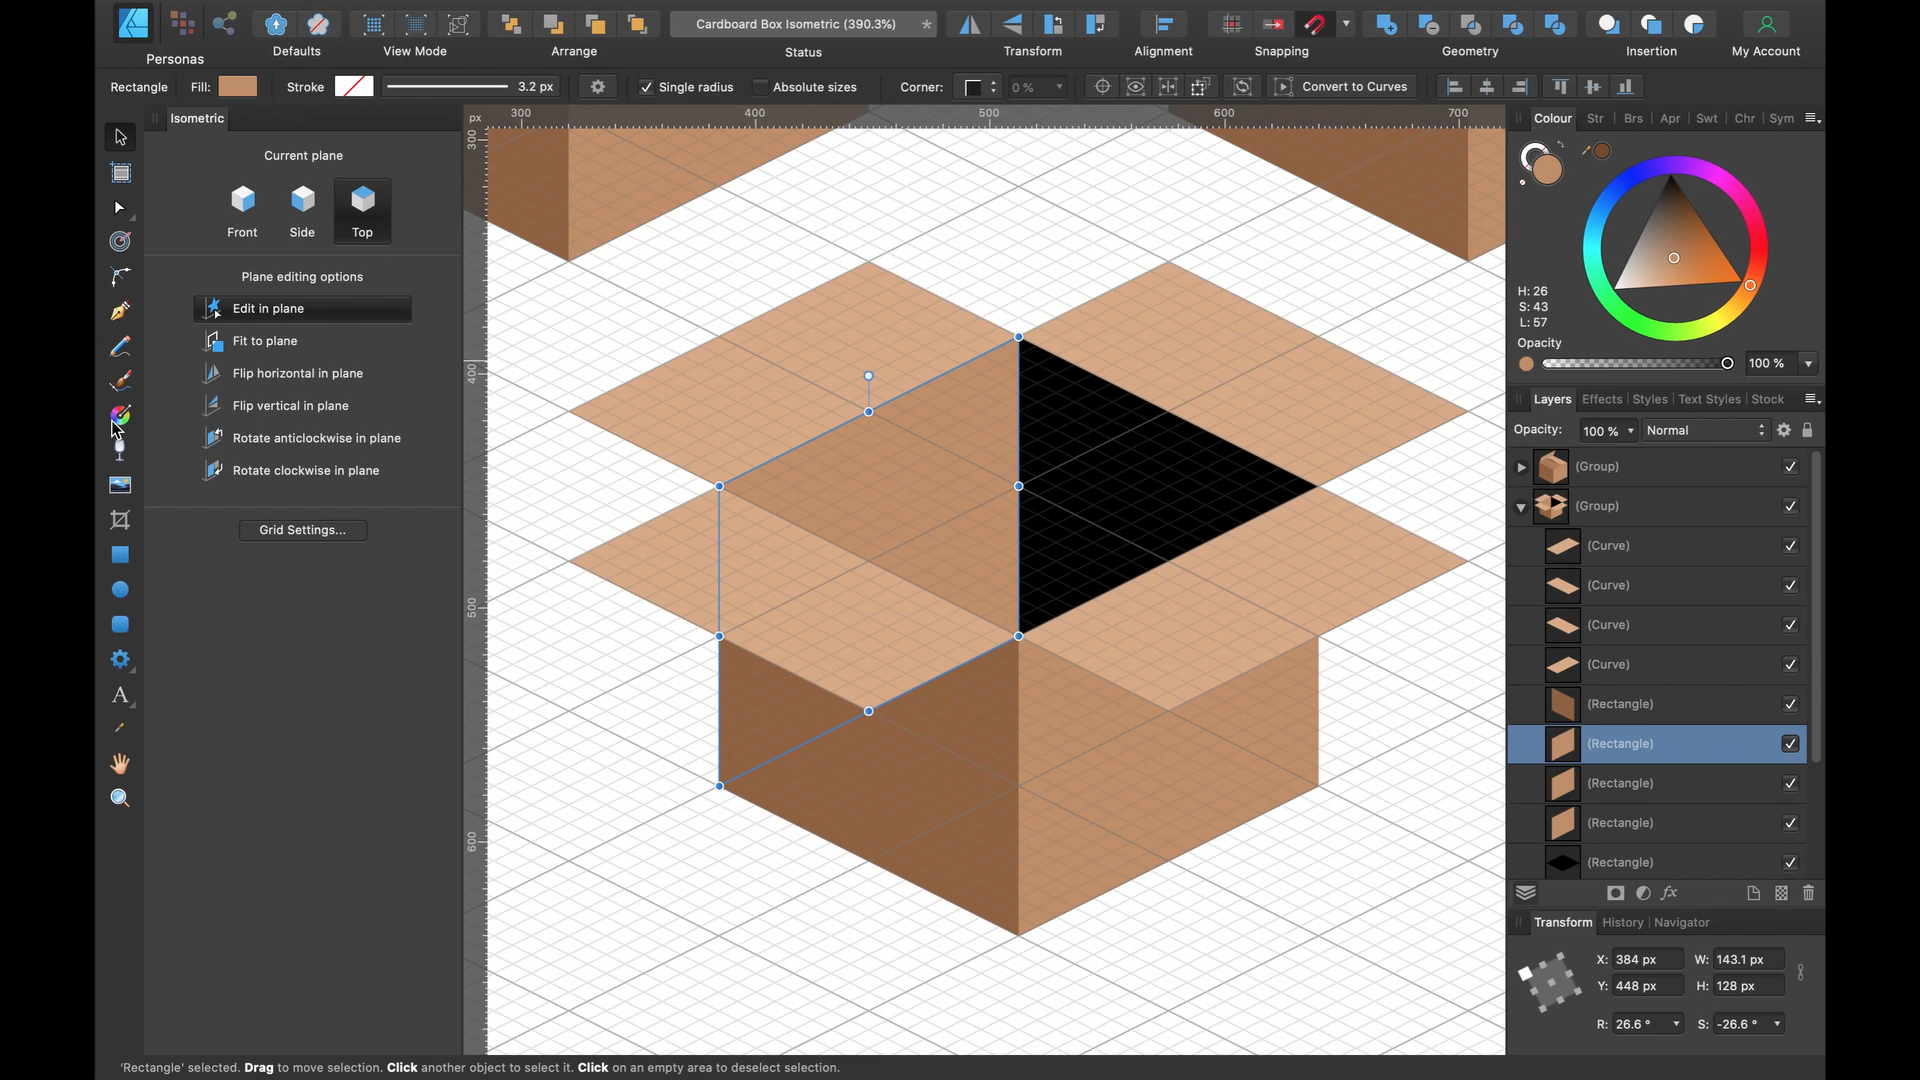 Cardboard Box Isometric (390.3%) *
Personas
Defaults
View Mode
Arrange
Status
Transform
Alignment
Snapping
Geometry
Insertion
My Account
Rectangle
Fill:
Stroke
3.2 px
Single radius
Absolute sizes
Corner:
0 %
Convert to Curves
Isometric
Current plane
Front
Side
Top
Plane editing options
Edit in plane
Fit to plane
Flip horizontal in plane
Flip vertical in plane
Rotate anticlockwise in plane
Rotate clockwise in plane
Grid Settings...
px
300
400
500
600
700
300
400
500
600
Colour
Str
Brs
Apr
Swt
Chr
Sym
H: 26
S: 43
L: 57
Opacity
100 %
Layers
Effects
Styles
Text Styles
Stock
Opacity:
100 %
Normal
(Group)
(Group)
(Curve)
(Curve)
(Curve)
(Curve)
(Rectangle)
(Rectangle)
(Rectangle)
(Rectangle)
(Rectangle)
fx
Transform
History
Navigator
X: 384 px
W: 143.1 px
Y: 448 px
H: 128 px
R: 26.6 °
S: -26.6 °
A
'Rectangle' selected. Drag to move selection. Click another object to select it. Click on an empty area to deselect selection.